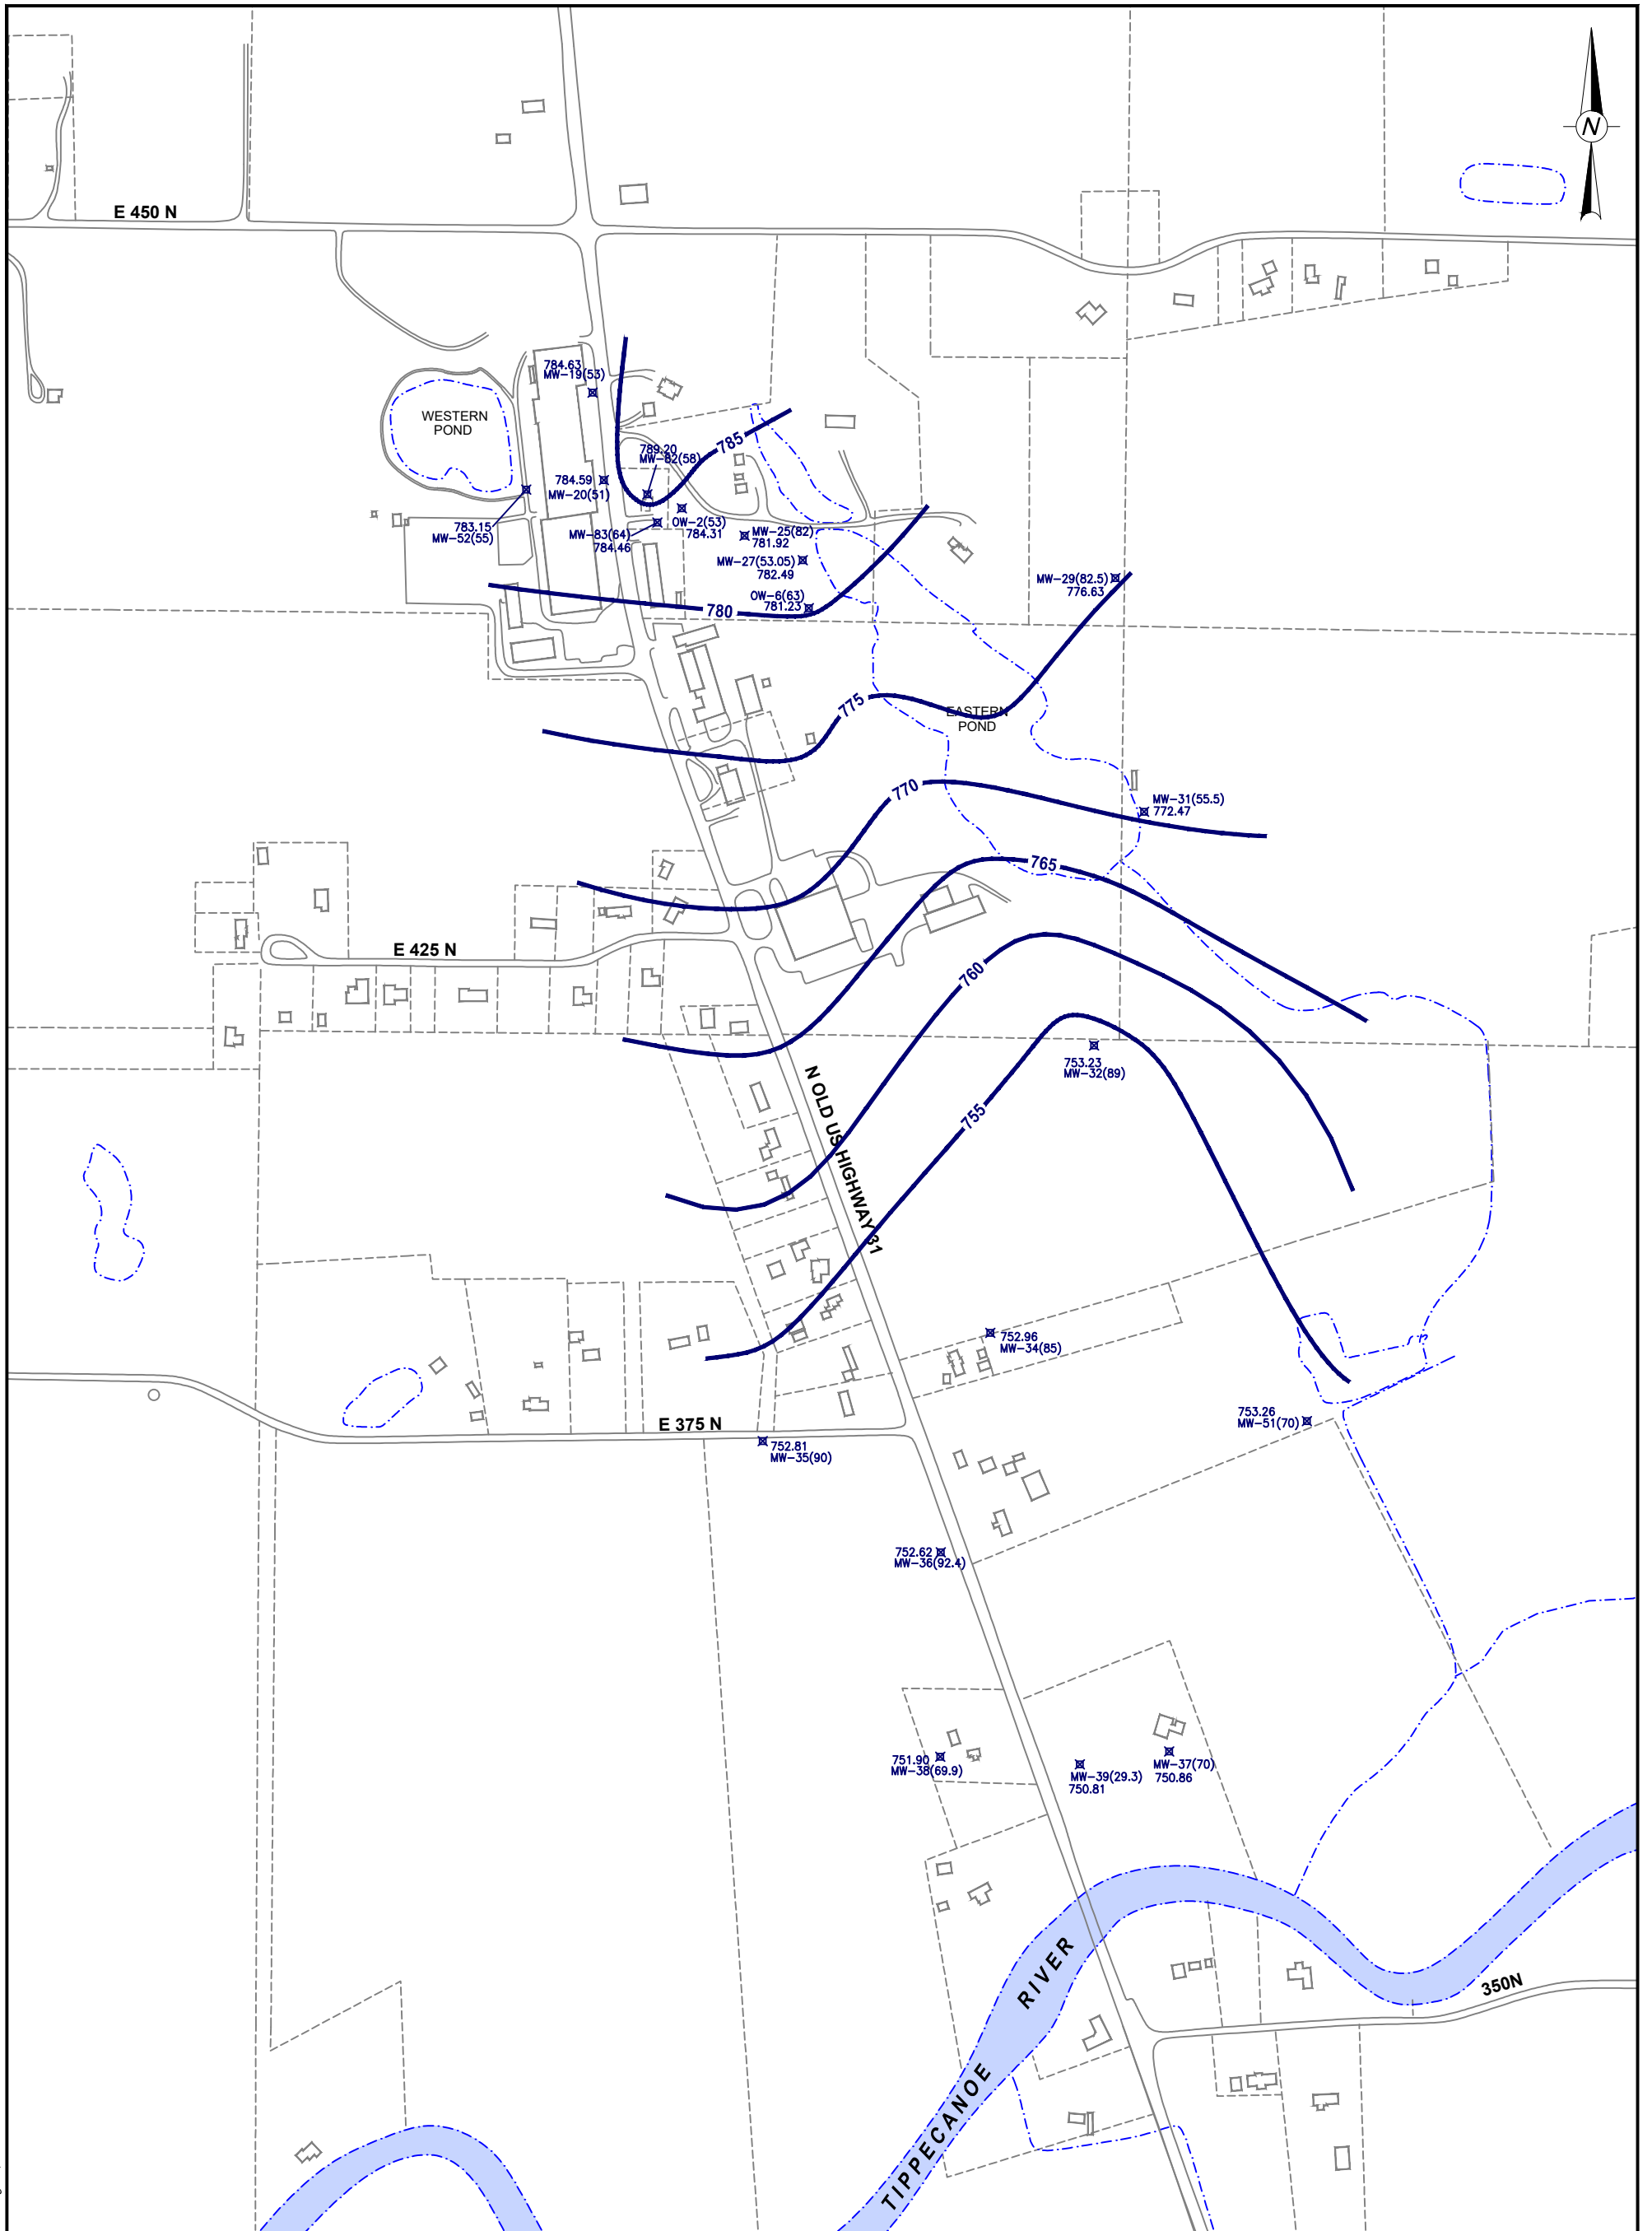 N
E 450 N
784.63
MW-19(53)
WESTERN
POND
785
789.20
MW-82(58)
784.59
MW-20(51)
OW-2(53)
784.31
783.15
MW-52(55)
MW-83(64)
784.46
MW-25(82)
781.92
MW-27(53.05)
782.49
MW-29(82.5)
776.63
OW-6(63)
781.23
780
775
EASTERN
POND
770
MW-31(55.5)
772.47
765
E 425 N
760
753.23
MW-32(89)
N OLD US HIGHWAY 31
755
752.96
MW-34(85)
753.26
MW-51(70)
E 375 N
752.81
MW-35(90)
752.62
MW-36(92.4)
751.90
MW-38(69.9)
MW-39(29.3)
750.81
MW-37(70)
750.86
350N
TIPPECANOE RIVER